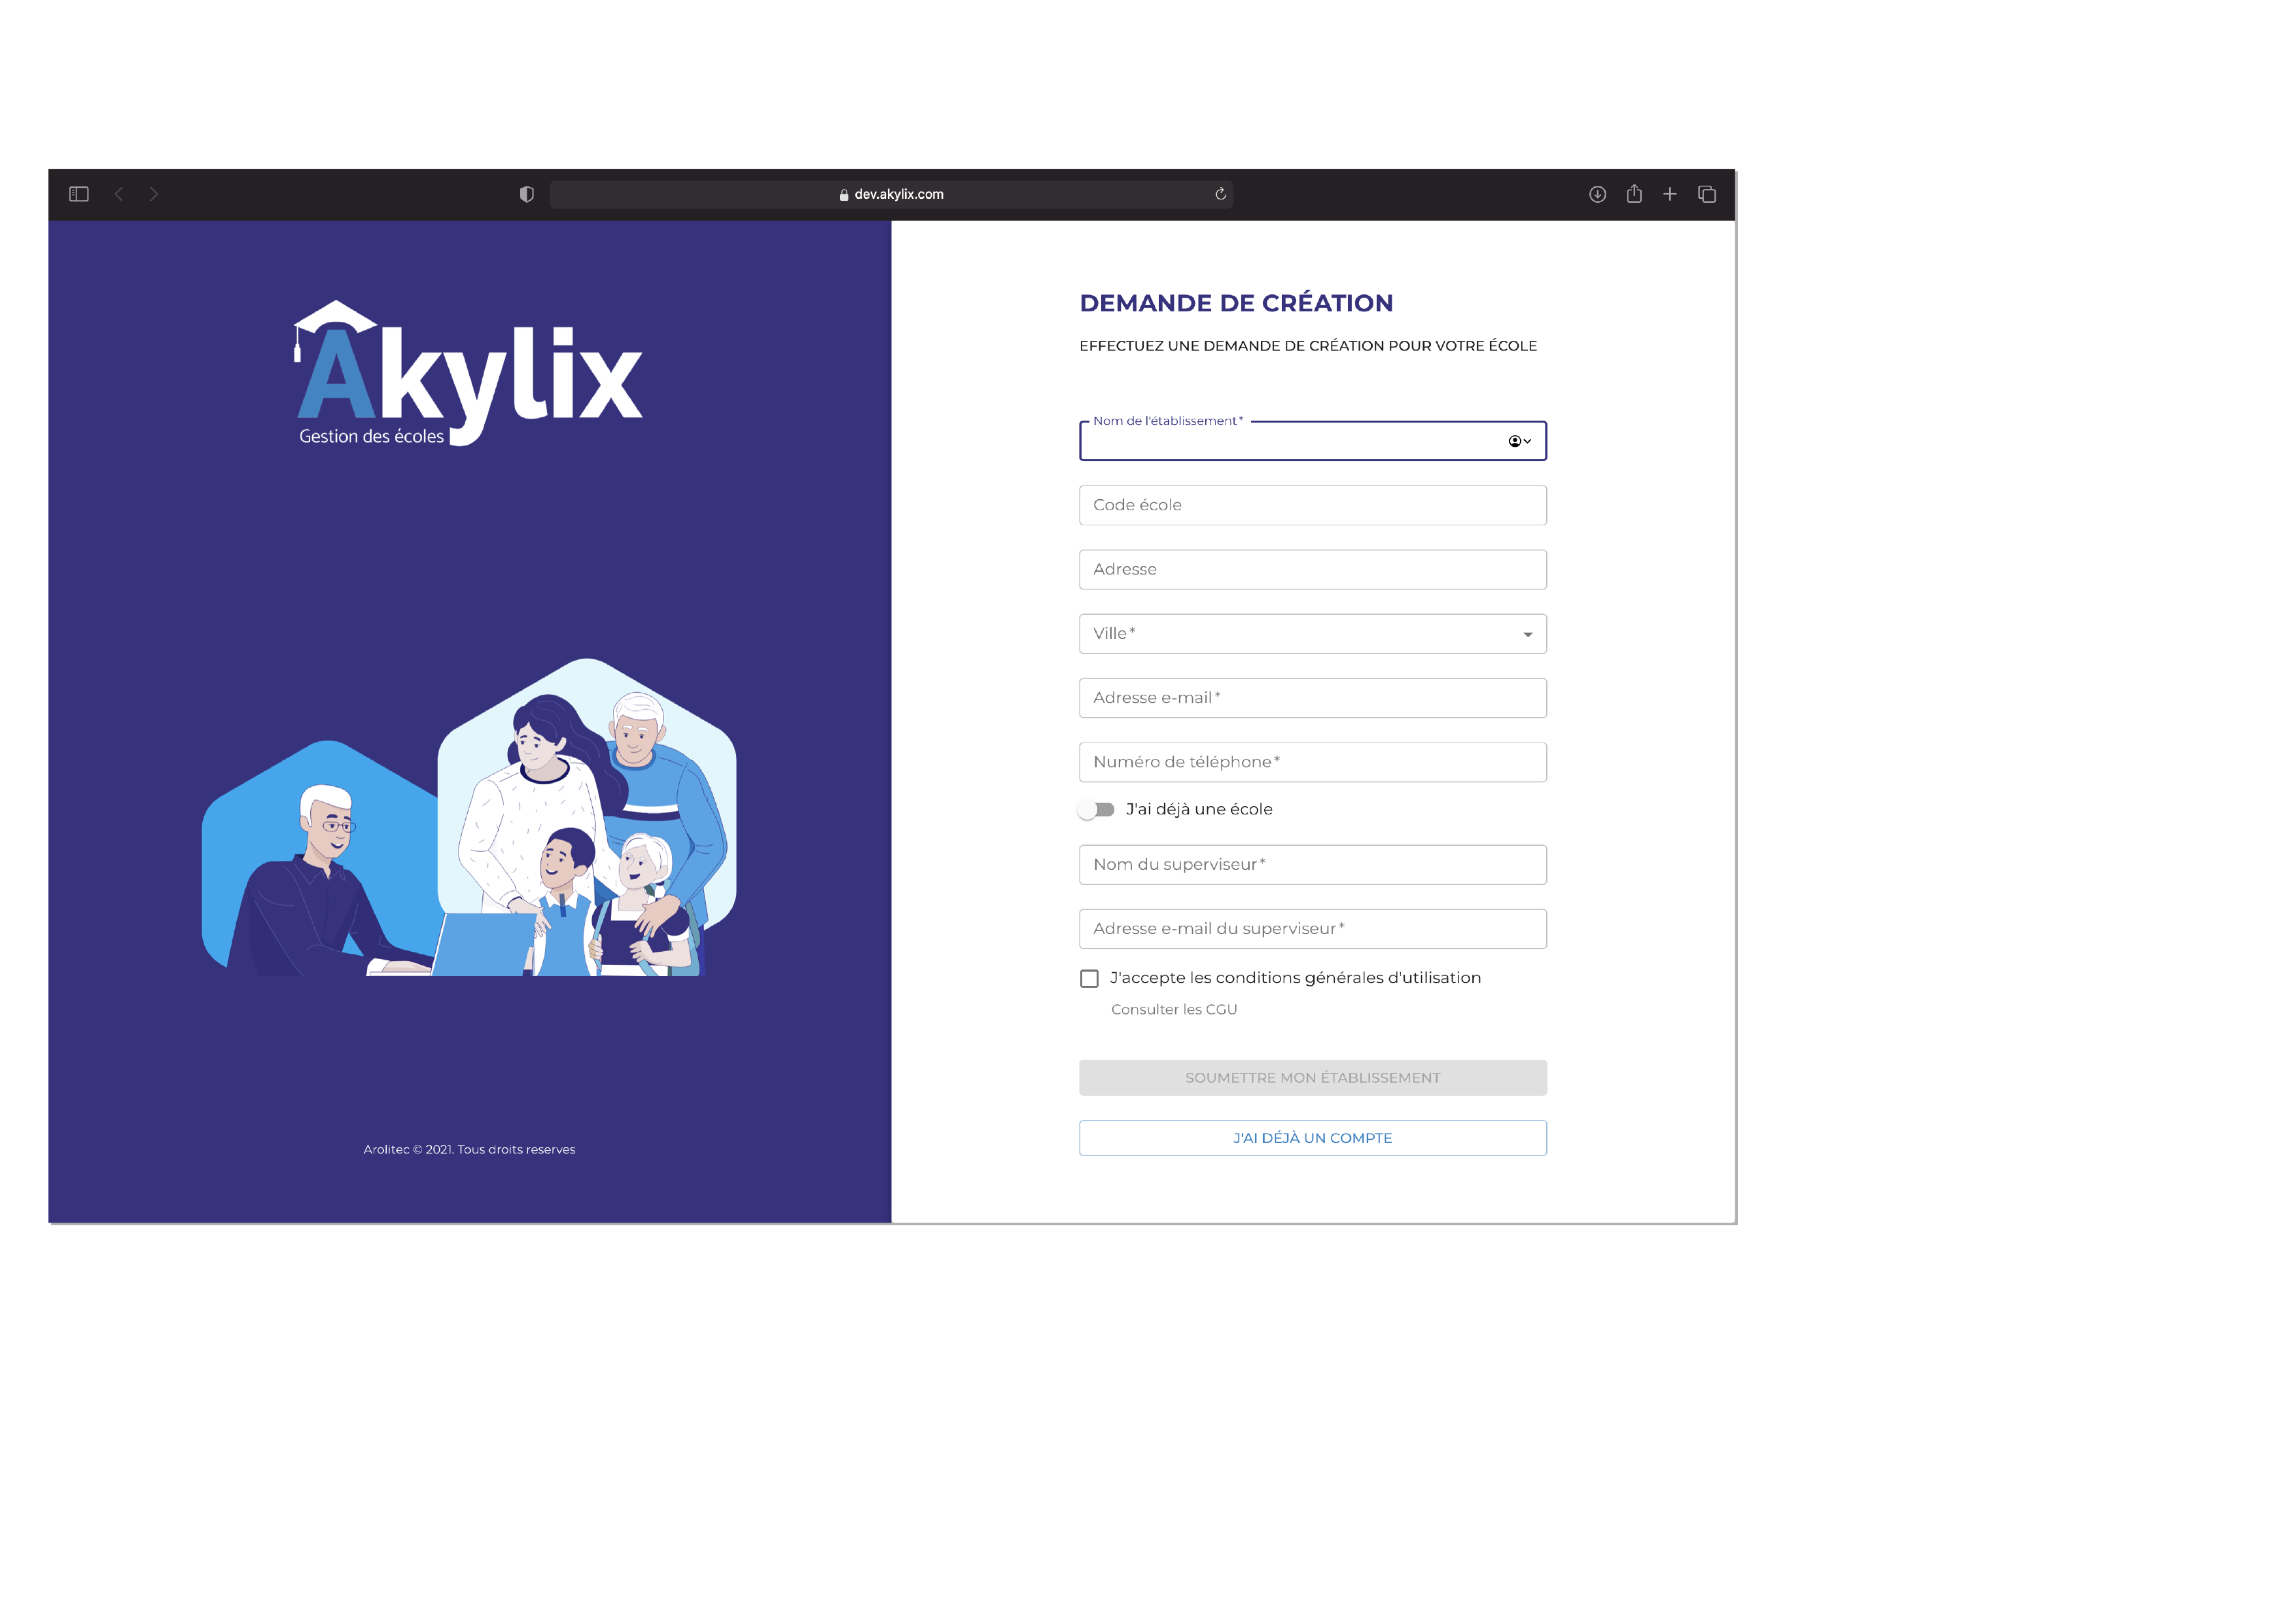 dev.akylix.com
Akylix
Gestion des écoles
Arolitec © 2021. Tous droits reserves
DEMANDE DE CRÉATION
EFFECTUEZ UNE DEMANDE DE CRÉATION POUR VOTRE ÉCOLE
Nom de l'établissement*
Code école
Adresse
Ville*
Adresse e-mail*
Numéro de téléphone*
J'ai déjà une école
Nom du superviseur*
Adresse e-mail du superviseur*
J'accepte les conditions générales d'utilisation
Consulter les CGU
SOUMETTRE MON ÉTABLISSEMENT
J'AI DÉJÀ UN COMPTE